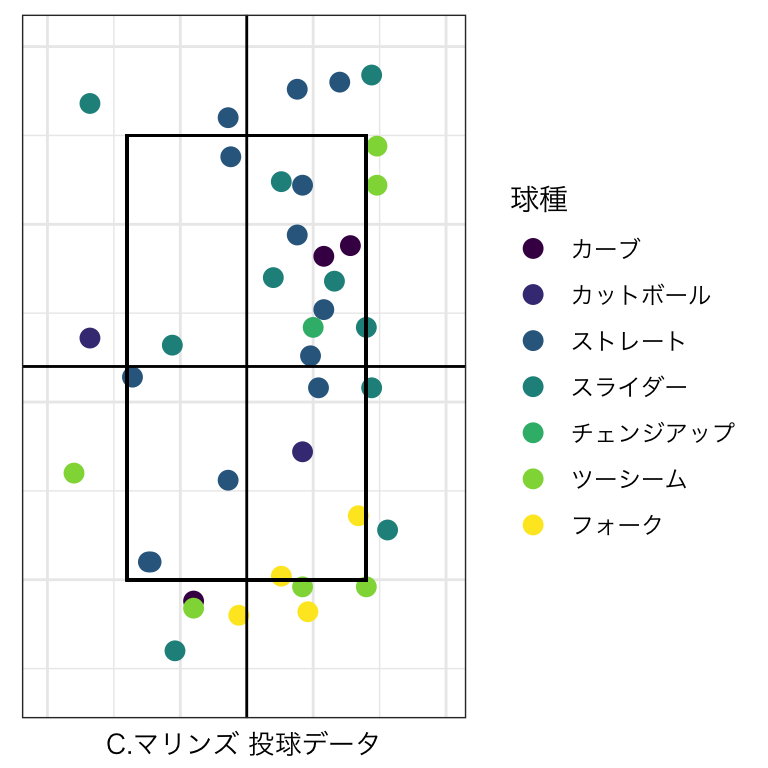 球種
カーブ
カットボール
ストレート
スライダー
チェンジアップ
ツーシーム
フォーク
C.マリンズ 投球データ